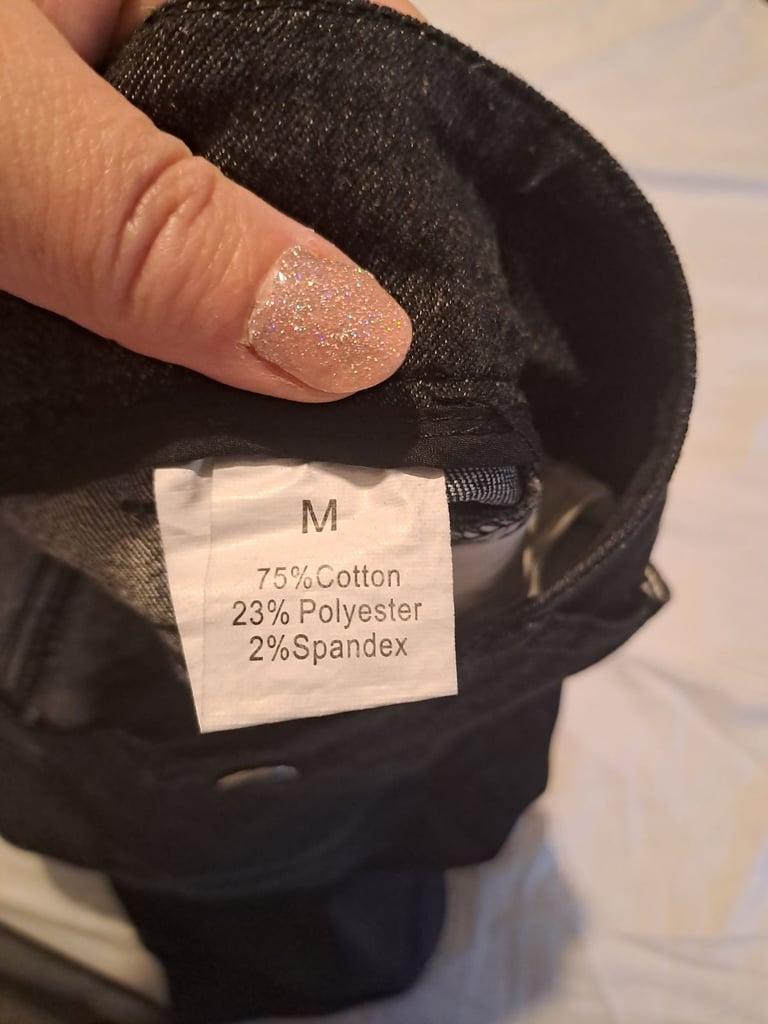 M
75%Cotton
23% Polyester
2%Spandex